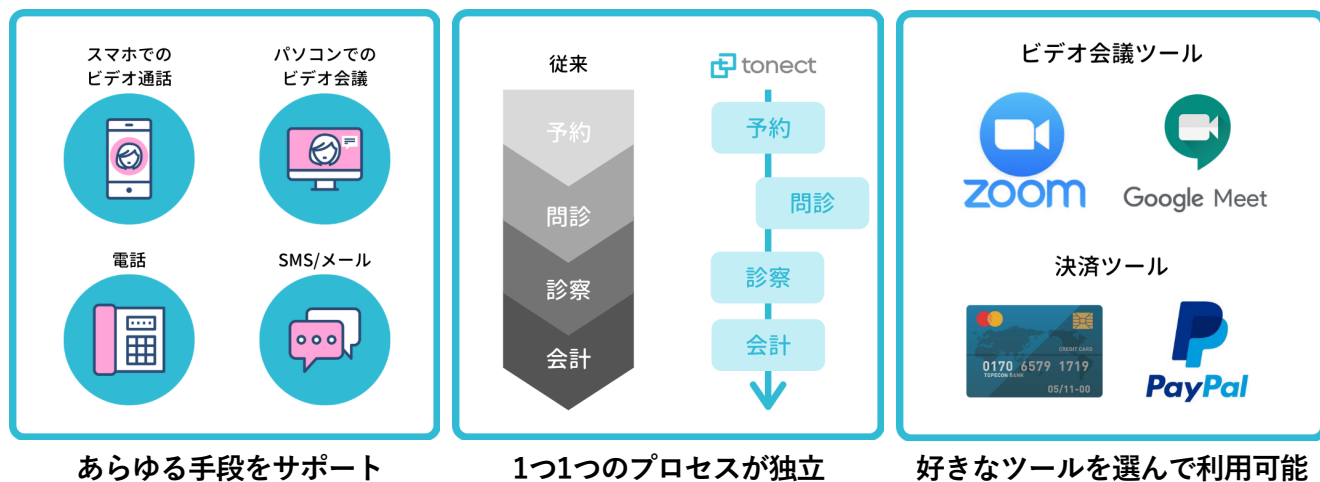 スマホでの
ビデオ通話
パソコンでの
ビデオ会議
電話
SMS/メール
あらゆる手段をサポート
従来
予約
問診
診察
会計
tonect
予約
問診
診察
会計
1つ1つのプロセスが独立
ビデオ会議ツール
zoom
Google Meet
決済ツール
CREDIT CARD
0170 6579 1719
TOPECON BANK
05/11-00
PayPal
好きなツールを選んで利用可能